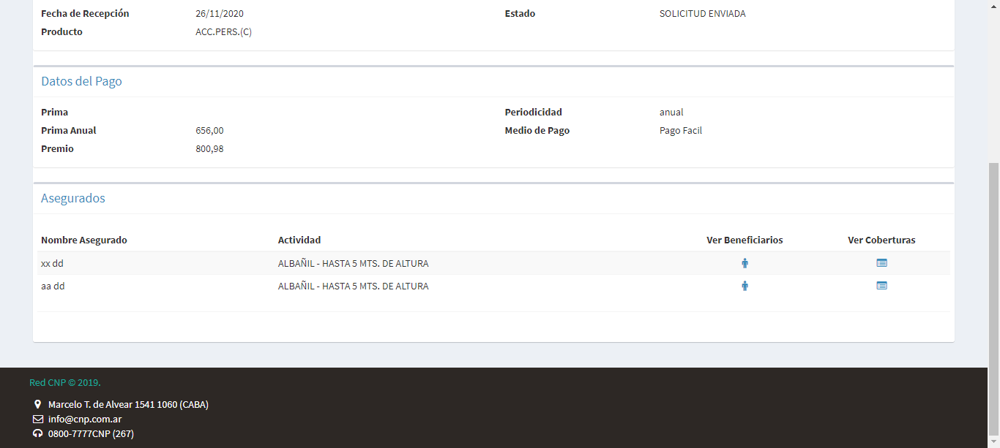 Fecha de Recepción 26/11/2020 Estado SOLICITUD ENVIADA
Producto ACC.PERS.(C)
Datos del Pago
Prima Periodicidad anual
Prima Anual 656,00 Medio de Pago Pago Facil
Premio 800,98
Asegurados
Nombre Asegurado Actividad Ver Beneficiarios Ver Coberturas
xx dd ALBAÑIL - HASTA 5 MTS. DE ALTURA
aa dd ALBAÑIL - HASTA 5 MTS. DE ALTURA
Red CNP © 2019.
Marcelo T. de Alvear 1541 1060 (CABA)
info@cnp.com.ar
0800-7777CNP (267)